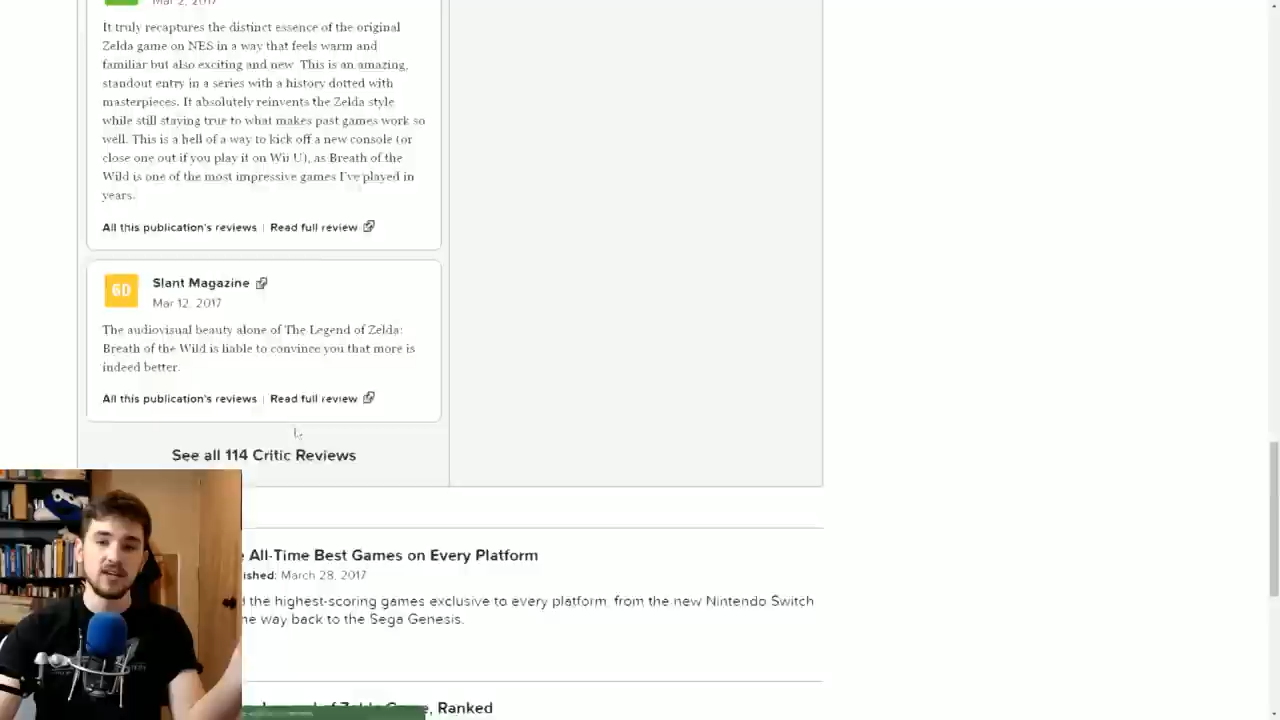 Mar 2, 2017
It truly recaptures the distinct essence of the original
Zelda game on NES in a way that feels warm and
familiar but also exciting and new. This is an amazing,
standout entry in a series with a history dotted with
masterpieces. It absolutely reinvents the Zelda style
while still staying true to what makes past games work so
well. This is a hell of a way to kick off a new console (or
close one out if you play it on Wii U), as Breath of the
Wild is one of the most impressive games I've played in
years.
All this publication's reviews | Read full review
60
Slant Magazine
Mar 12, 2017
The audiovisual beauty alone of The Legend of Zelda:
Breath of the Wild is liable to convince you that more is
indeed better.
All this publication's reviews | Read full review
See all 114 Critic Reviews
All-Time Best Games on Every Platform
ished: March 28, 2017
the highest-scoring games exclusive to every platform, from the new Nintendo Switch
way back to the Sega Genesis.
of Zelda Game, Ranked